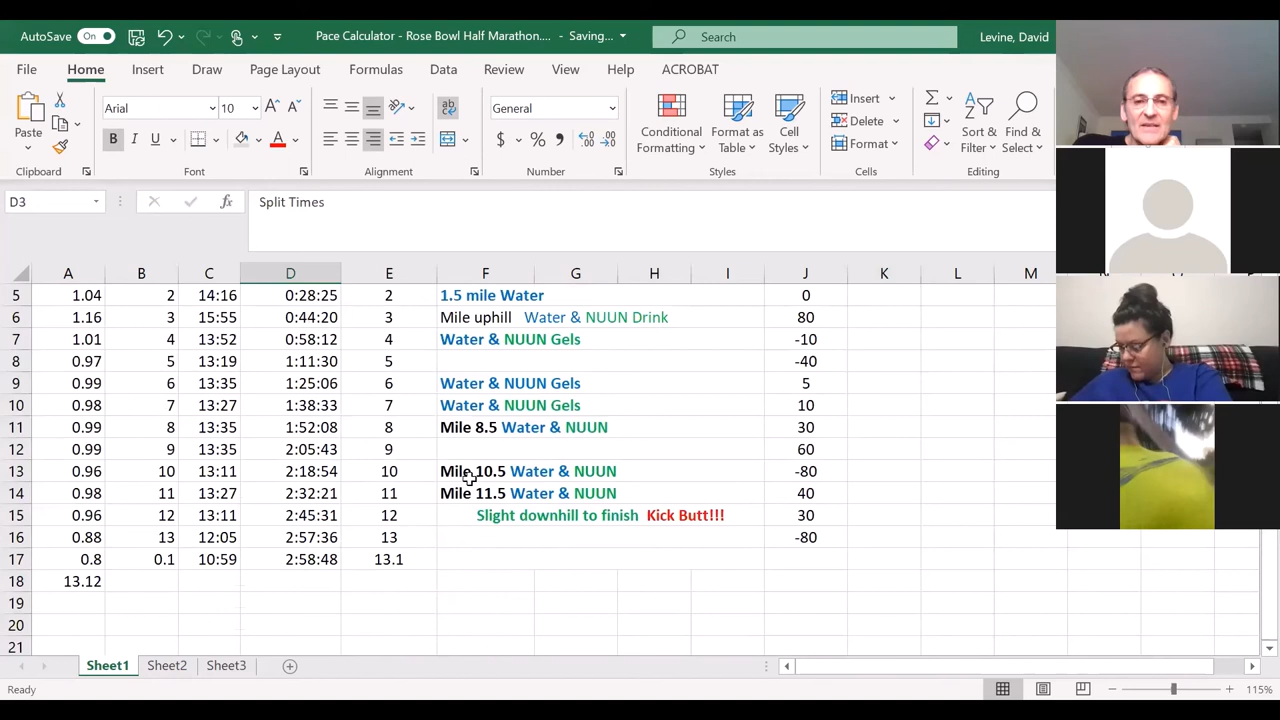 AutoSave On Pace Calculator - Rose Bowl Half Marathon.... - Saving... Search Levine, David
File Home Insert Draw Page Layout Formulas Data Review View Help ACROBAT
Paste Arial 10 B I U A ab General $ % 9 Conditional Formatting Format as Table Cell Styles Insert Delete Format Sort & Filter Find & Select
Clipboard Font Alignment Number Styles Cells Editing
D3 fx Split Times
A B C D E F G H I J K L M
5 1.04 2 14:16 0:28:25 2 1.5 mile Water 0
6 1.16 3 15:55 0:44:20 3 Mile uphill Water & NUUN Drink 80
7 1.01 4 13:52 0:58:12 4 Water & NUUN Gels -10
8 0.97 5 13:19 1:11:30 5 -40
9 0.99 6 13:35 1:25:06 6 Water & NUUN Gels 5
10 0.98 7 13:27 1:38:33 7 Water & NUUN Gels 10
11 0.99 8 13:35 1:52:08 8 Mile 8.5 Water & NUUN 30
12 0.99 9 13:35 2:05:43 9 60
13 0.96 10 13:11 2:18:54 10 Mile 10.5 Water & NUUN -80
14 0.98 11 13:27 2:32:21 11 Mile 11.5 Water & NUUN 40
15 0.96 12 13:11 2:45:31 12 Slight downhill to finish Kick Butt!!! 30
16 0.88 13 12:05 2:57:36 13 -80
17 0.8 0.1 10:59 2:58:48 13.1
18 13.12
19
20
21
Sheet1 Sheet2 Sheet3
Ready 115%